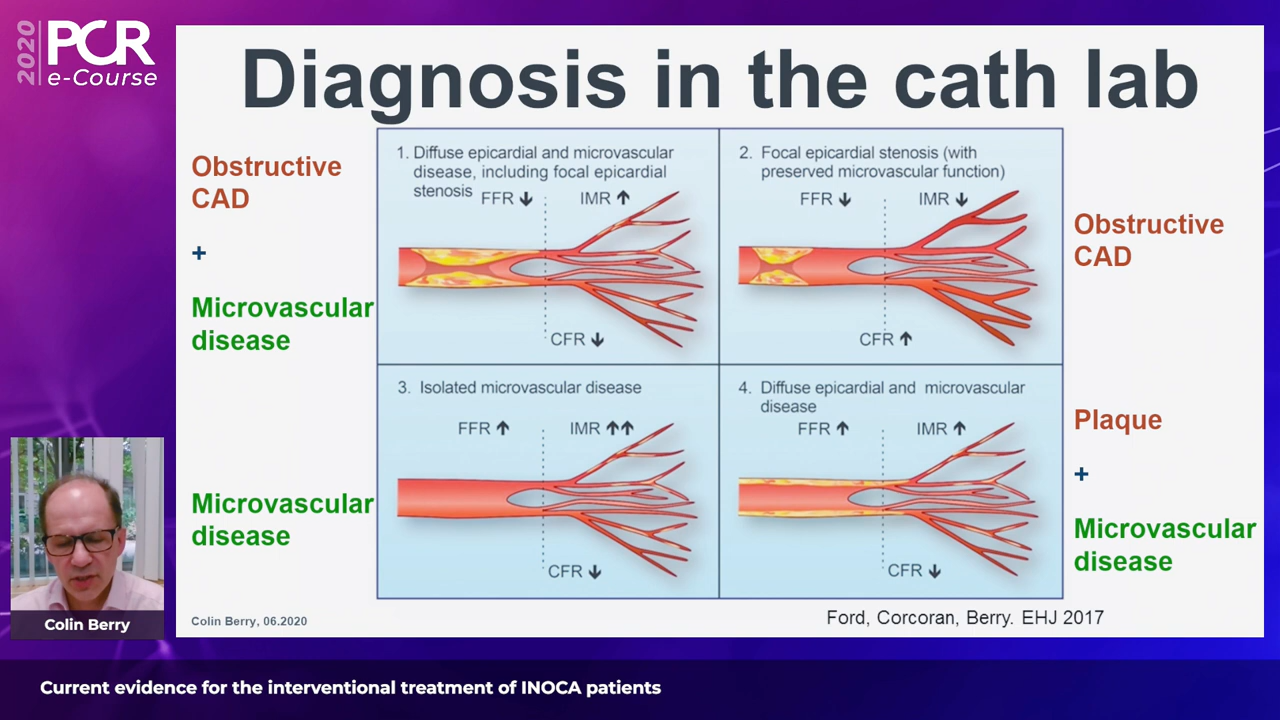 2020
PCR
e-Course
Diagnosis in the cath lab
Obstructive
CAD
+
Microvascular
disease
1. Diffuse epicardial and microvascular
disease, including focal epicardial
stenosis
FFR ↓
IMR ↑
CFR ↓
2. Focal epicardial stenosis (with
preserved microvascular function)
FFR ↓
IMR ↓
CFR ↑
Obstructive
CAD
Microvascular
disease
3. Isolated microvascular disease
FFR ↑
IMR ↑↑
CFR ↓
4. Diffuse epicardial and microvascular
disease
FFR ↑
IMR ↑
CFR ↓
Plaque
+
Microvascular
disease
Colin Berry, 06.2020
Ford, Corcoran, Berry. EHJ 2017
Colin Berry
Current evidence for the interventional treatment of INOCA patients